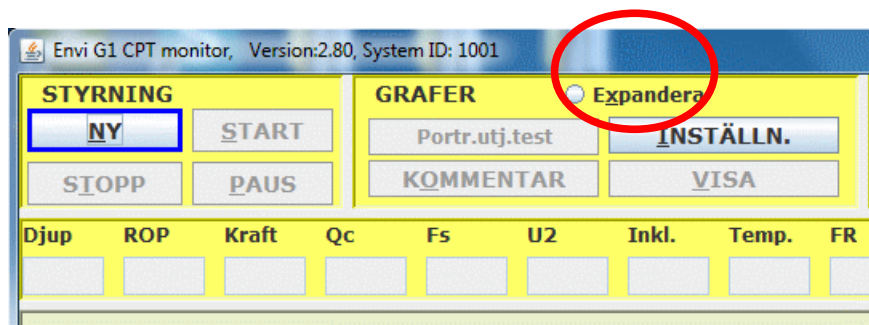 Envi G1 CPT monitor, Version:2.80, System ID: 1001
STYRNING
NY
START
STOPP
PAUS
GRAFER
Expandera
Portr.utj.test
INSTÄLLN.
KOMMENTAR
VISA
Djup ROP Kraft Qc Fs U2 Inkl. Temp. FR